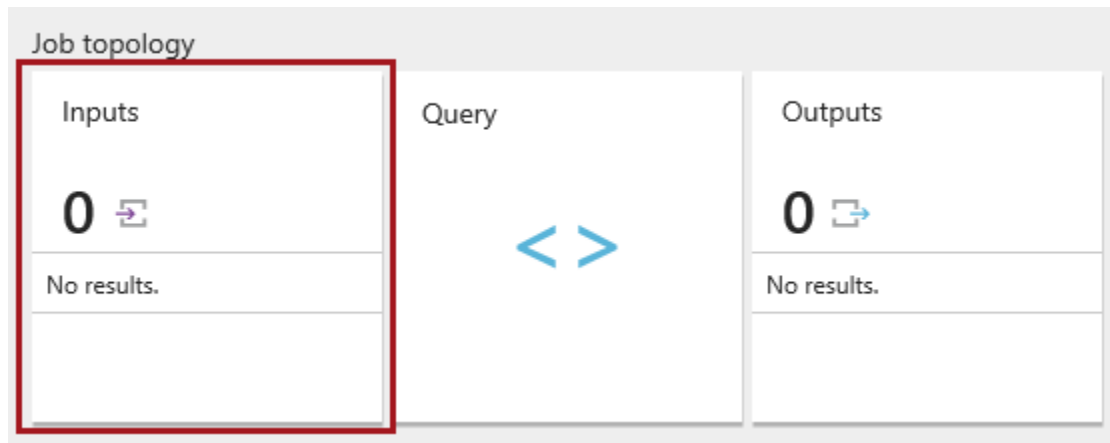 Job topology
Inputs
0
No results.
Query
< >
Outputs
0
No results.